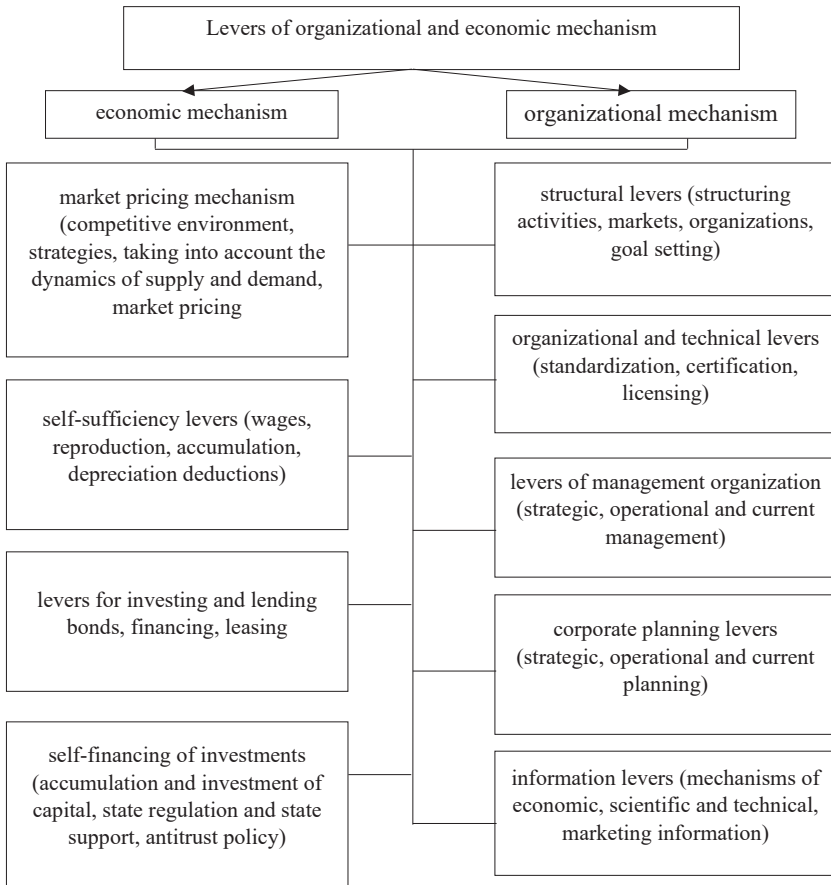 Levers of organizational and economic mechanism
economic mechanism
organizational mechanism
market pricing mechanism
(competitive environment,
strategies, taking into account the
dynamics of supply and demand,
market pricing
self-sufficiency levers (wages,
reproduction, accumulation,
depreciation deductions)
levers for investing and lending
bonds, financing, leasing
self-financing of investments
(accumulation and investment of
capital, state regulation and state
support, antitrust policy)
structural levers (structuring
activities, markets, organizations,
goal setting)
organizational and technical levers
(standardization, certification,
licensing)
levers of management organization
(strategic, operational and current
management)
corporate planning levers
(strategic, operational and current
planning)
information levers (mechanisms of
economic, scientific and technical,
marketing information)